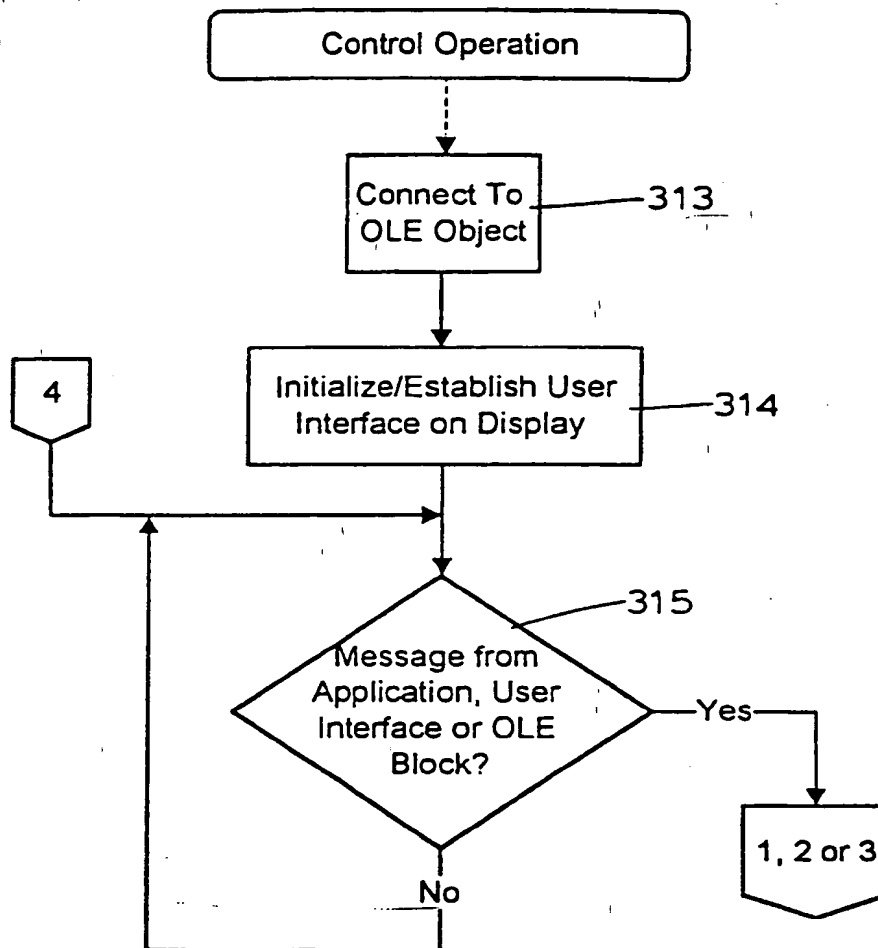 Control Operation
Connect To
OLE Object
313
Initialize/Establish User
Interface on Display
314
4
315
Message from
Application, User
Interface or OLE
Block?
Yes
1, 2 or 3
No